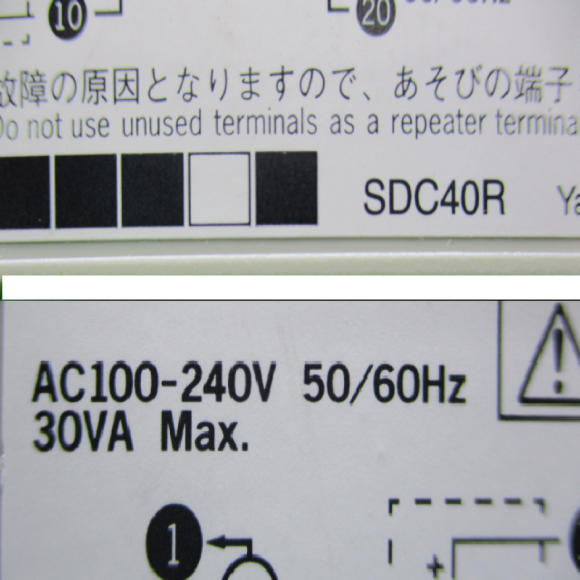 10 20
故障の原因となりますので、あそびの端子
Do not use unused terminals as a repeater termina
SDC40R Ya
AC100-240V 50/60Hz
30VA Max.
1
+